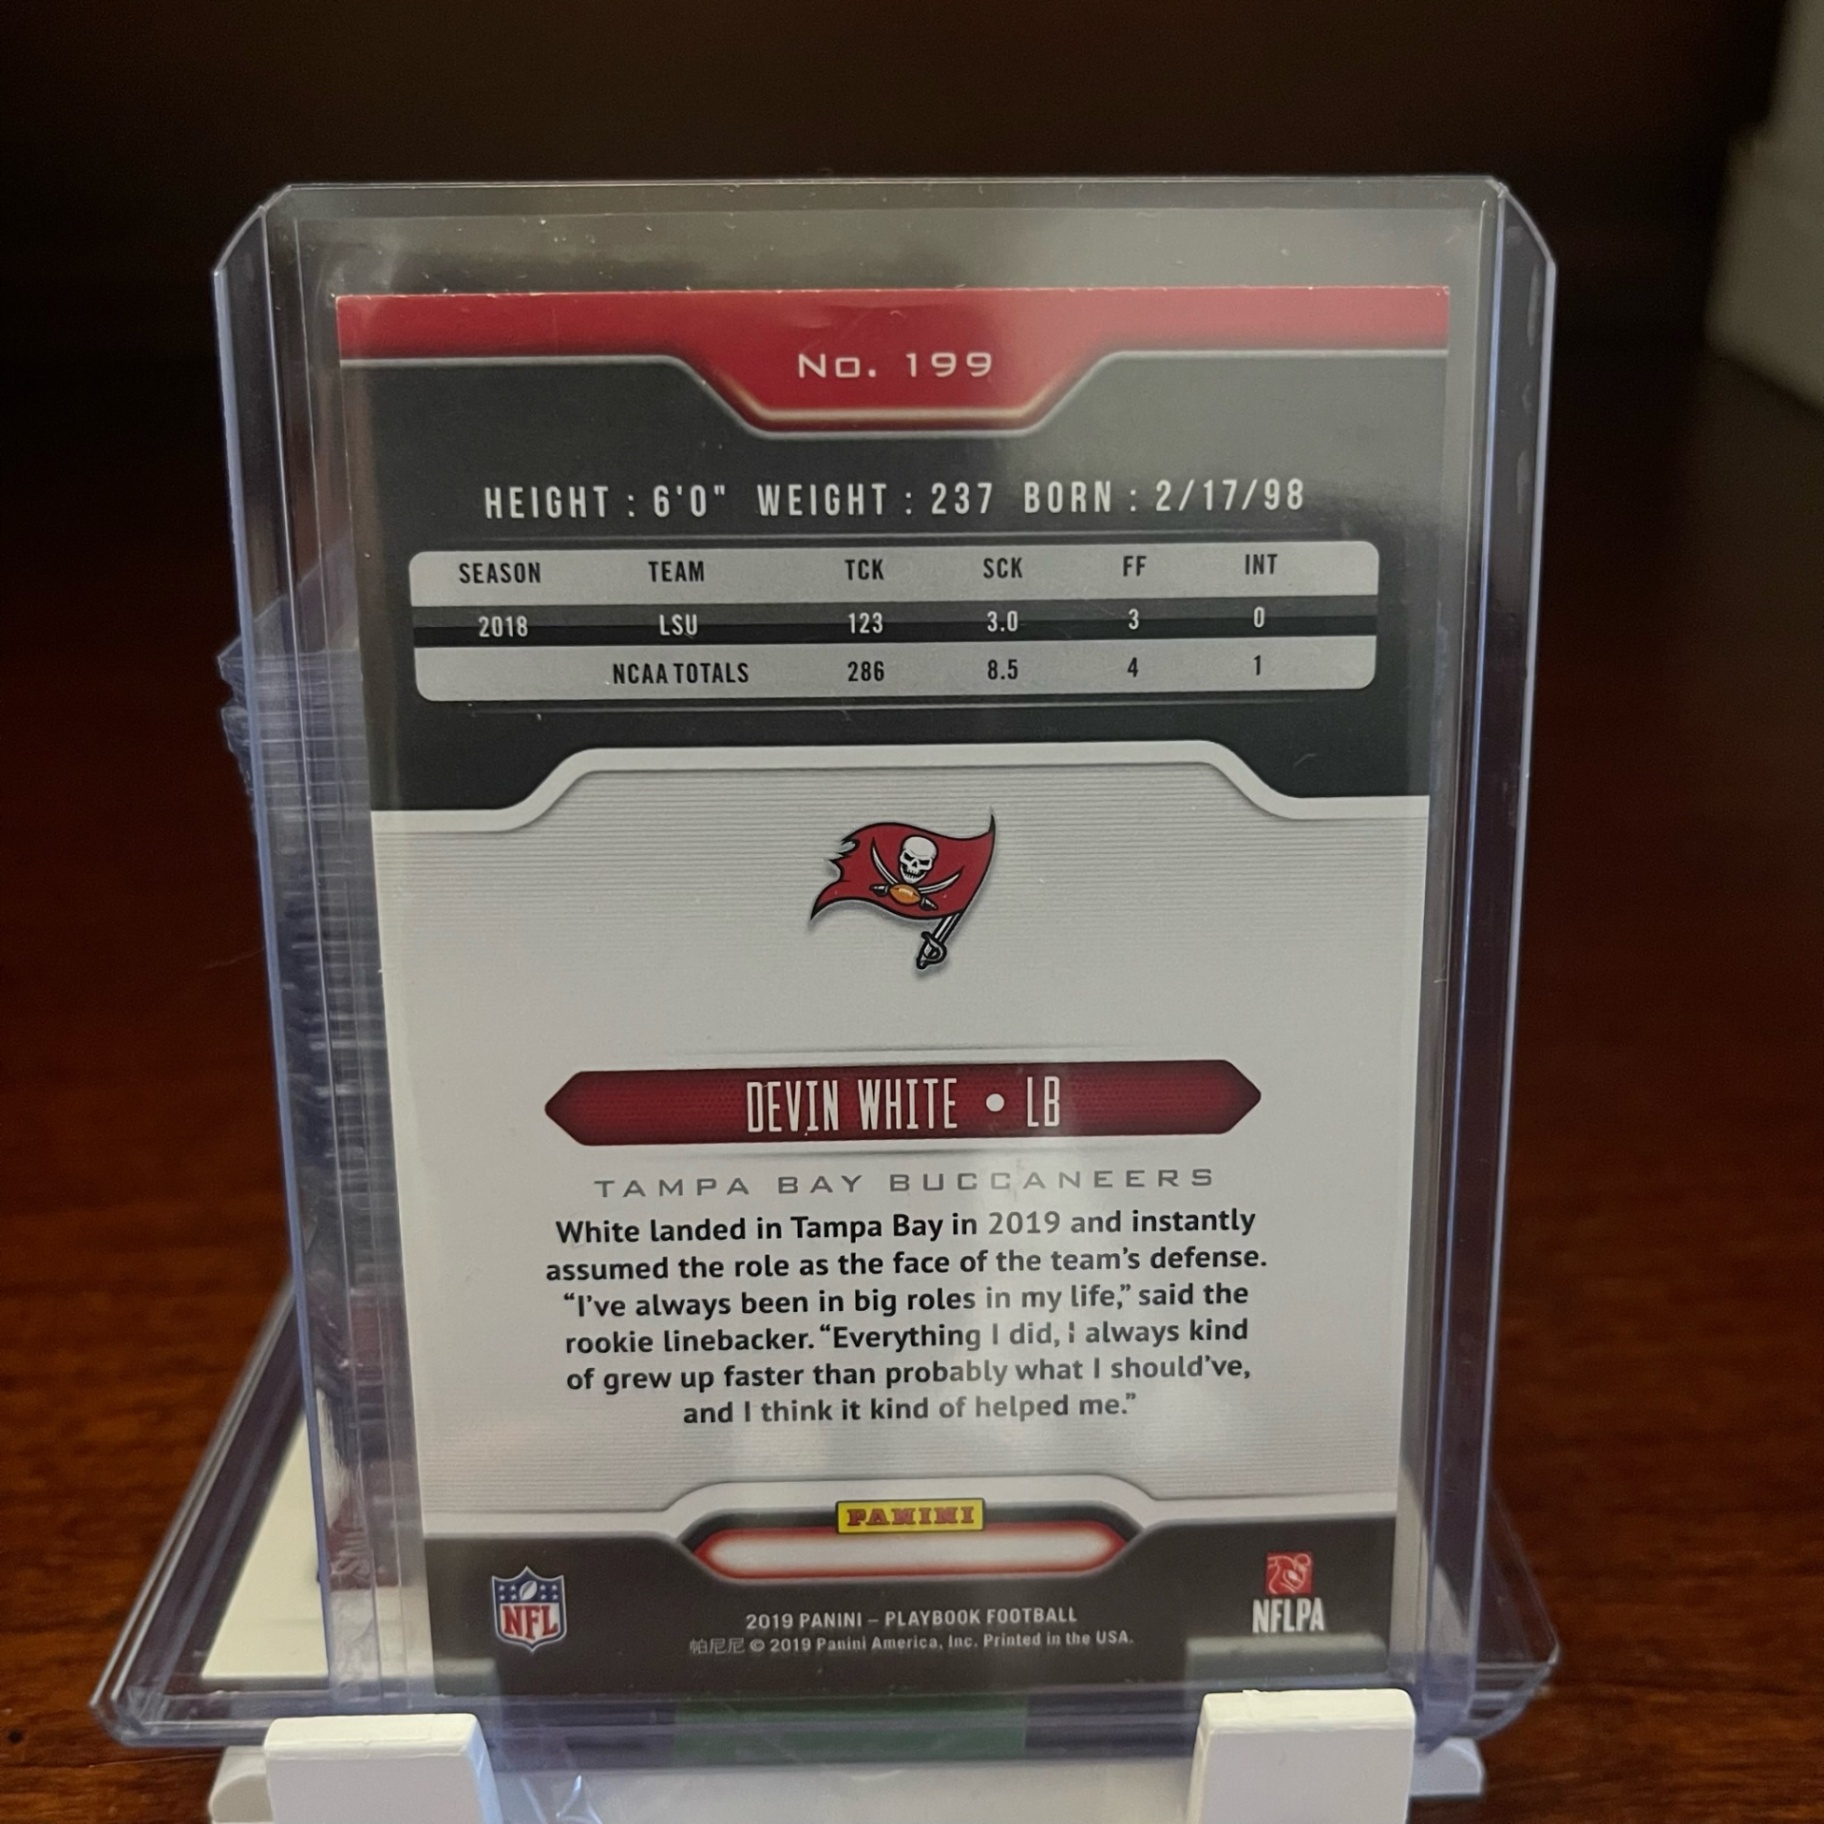 No. 199
HEIGHT : 6'0" WEIGHT : 237 BORN : 2/17/98
SEASON TEAM TCK SCK FF INT
2018 LSU 123 3.0 3 0
NCAA TOTALS 286 8.5 4 1
DEVIN WHITE • LB
TAMPA BAY BUCCANEERS
White landed in Tampa Bay in 2019 and instantly
assumed the role as the face of the team's defense.
“I've always been in big roles in my life,” said the
rookie linebacker. “Everything I did, I always kind
of grew up faster than probably what I should've,
and I think it kind of helped me.”
PANINI
NFL
NFLPA
2019 PANINI – PLAYBOOK FOOTBALL
帕尼尼 © 2019 Panini America, Inc. Printed in the USA.